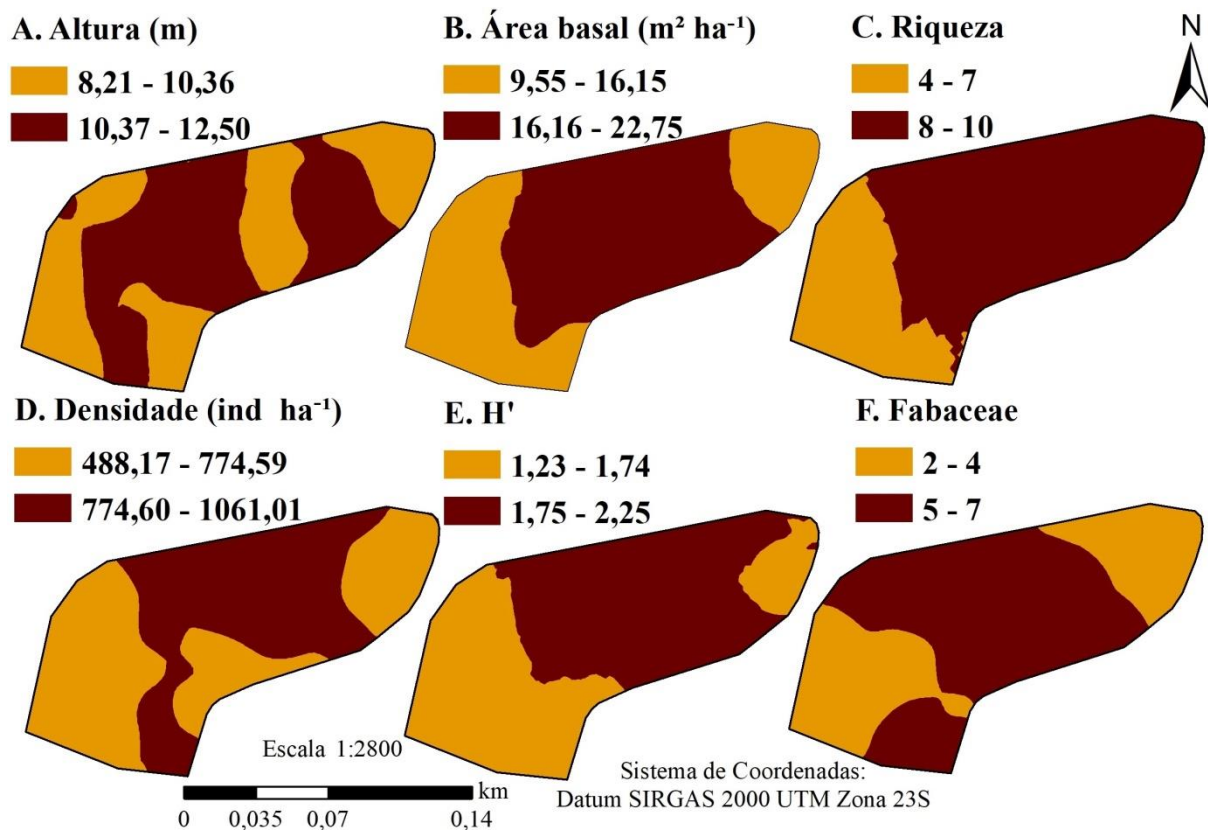 A. Altura (m)
8,21 - 10,36
10,37 - 12,50
B. Área basal (m² ha⁻¹)
9,55 - 16,15
16,16 - 22,75
C. Riqueza
4 - 7
8 - 10
N
D. Densidade (ind ha⁻¹)
488,17 - 774,59
774,60 - 1061,01
E. H'
1,23 - 1,74
1,75 - 2,25
F. Fabaceae
2 - 4
5 - 7
Escala 1:2800
km
0 0,035 0,07 0,14
Sistema de Coordenadas:
Datum SIRGAS 2000 UTM Zona 23S